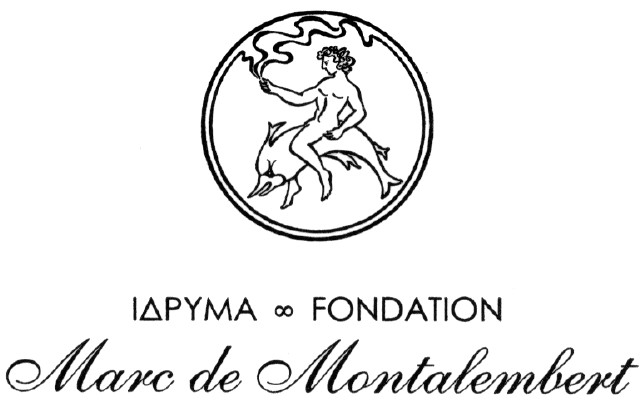 ΙΔΡΥΜΑ ∞ FONDATION
Marc de Montalembert